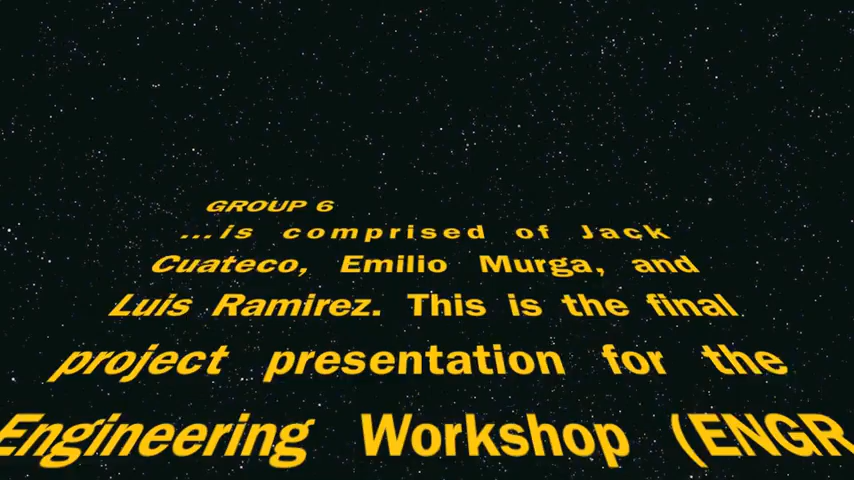 GROUP 6
...is comprised of Jack
Cuateco, Emilio Murga, and
Luis Ramirez. This is the final
project presentation for the
Engineering Workshop (ENGR